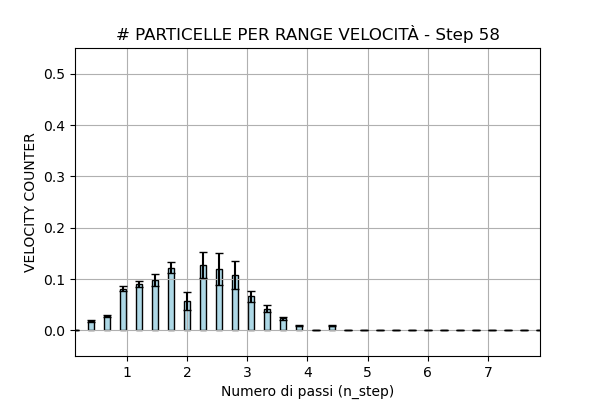 # PARTICELLE PER RANGE VELOCITÀ - Step 58
VELOCITY COUNTER
0.5
0.4
0.3
0.2
0.1
0.0
1 2 3 4 5 6 7
Numero di passi (n_step)